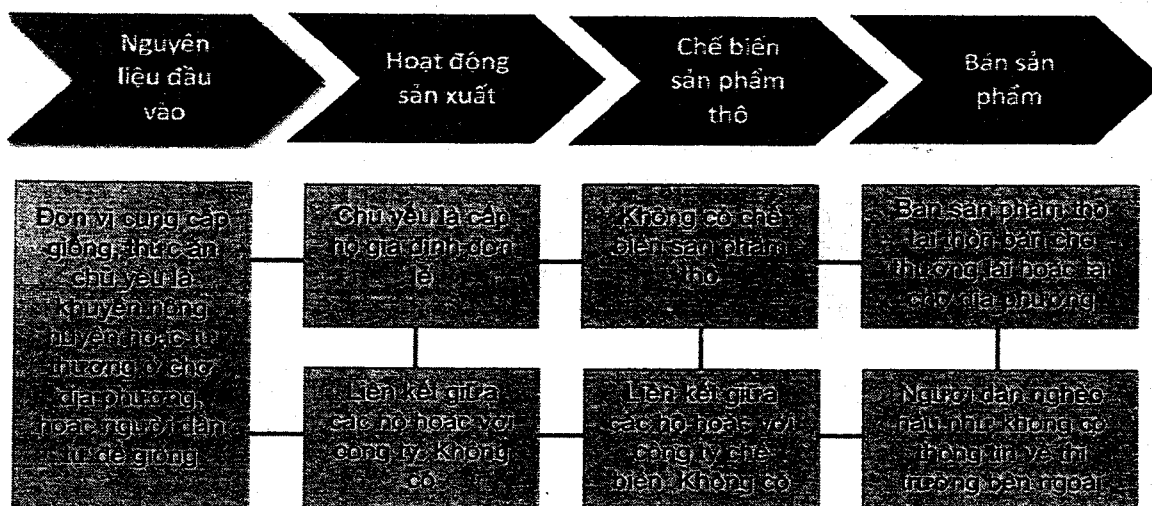 Nguyên
liệu đầu
vào
Hoạt động
sản xuất
Chế biến
sản phẩm
thô
Bán sản
phẩm
Đơn vị cung cấp
giống, thức ăn
chủ yếu là
khuyến nông
huyện hoặc tư
thương ở chợ
địa phương,
hoặc người dân
tự để giống
Chủ yếu là cấp
hộ gia đình đơn
lẻ
Không có chế
biến sản phẩm
thô
Bán sản phẩm thô
tại thôn bản cho
thương lái hoặc tại
chợ địa phương
Liên kết giữa
các hộ hoặc với
công ty: Không
có
Liên kết giữa
các hộ hoặc với
công ty chế
biến: Không có
Người dân nghèo
hầu như không có
thông tin về thị
trường bên ngoài